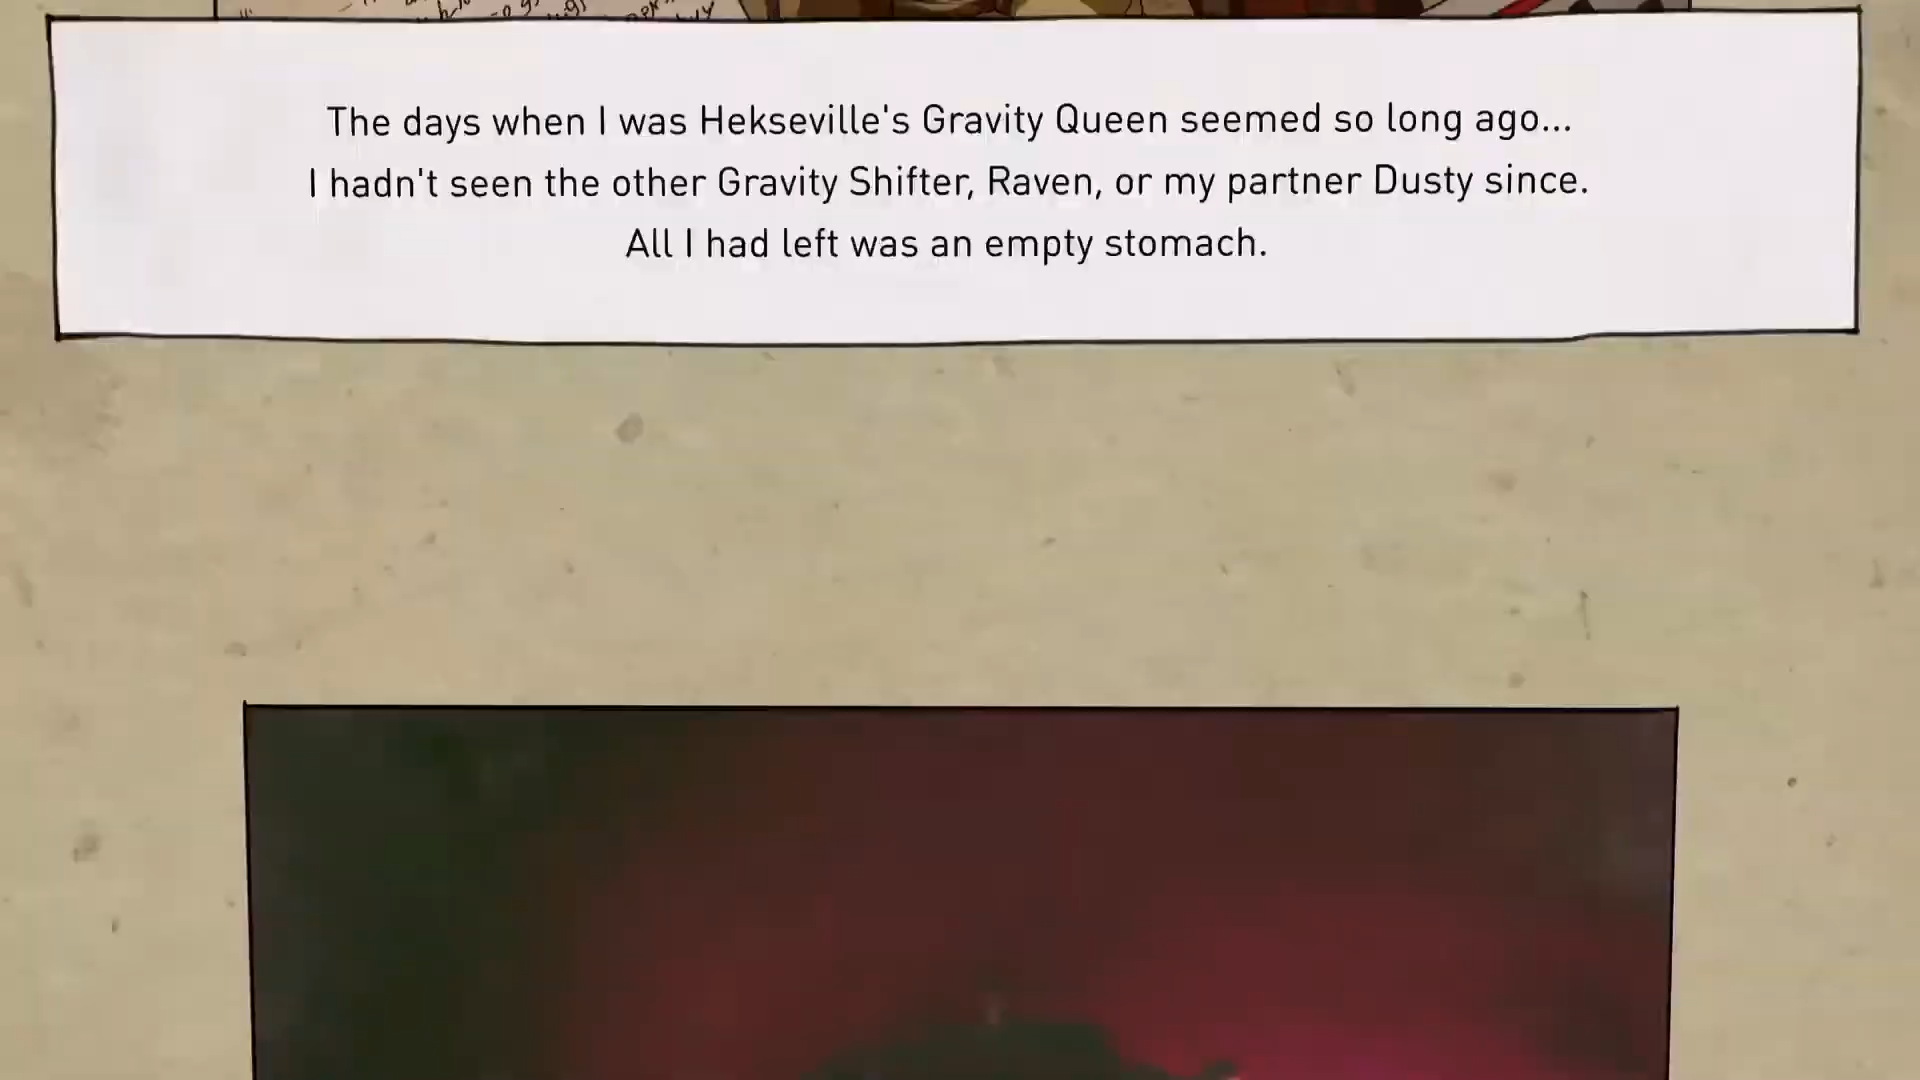 The days when I was Hekseville's Gravity Queen seemed so long ago...
I hadn't seen the other Gravity Shifter, Raven, or my partner Dusty since.
All I had left was an empty stomach.